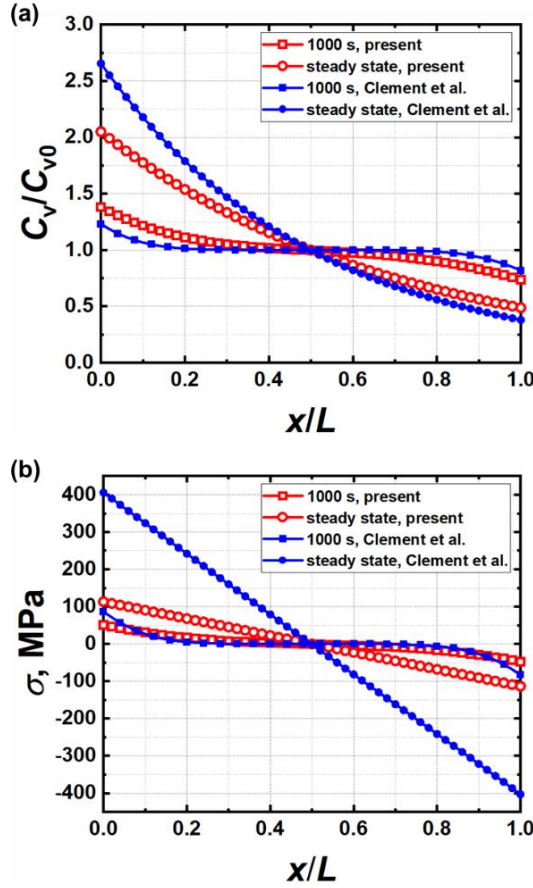 (a)
3.0
2.5
2.0
1.5
1.0
0.5
0.0
Cv/Cv0
1000 s, present
steady state, present
1000 s, Clement et al.
steady state, Clement et al.
0.0 0.2 0.4 0.6 0.8 1.0
x/L
(b)
400
300
200
100
0
-100
-200
-300
-400
σ, MPa
1000 s, present
steady state, present
1000 s, Clement et al.
steady state, Clement et al.
0.0 0.2 0.4 0.6 0.8 1.0
x/L